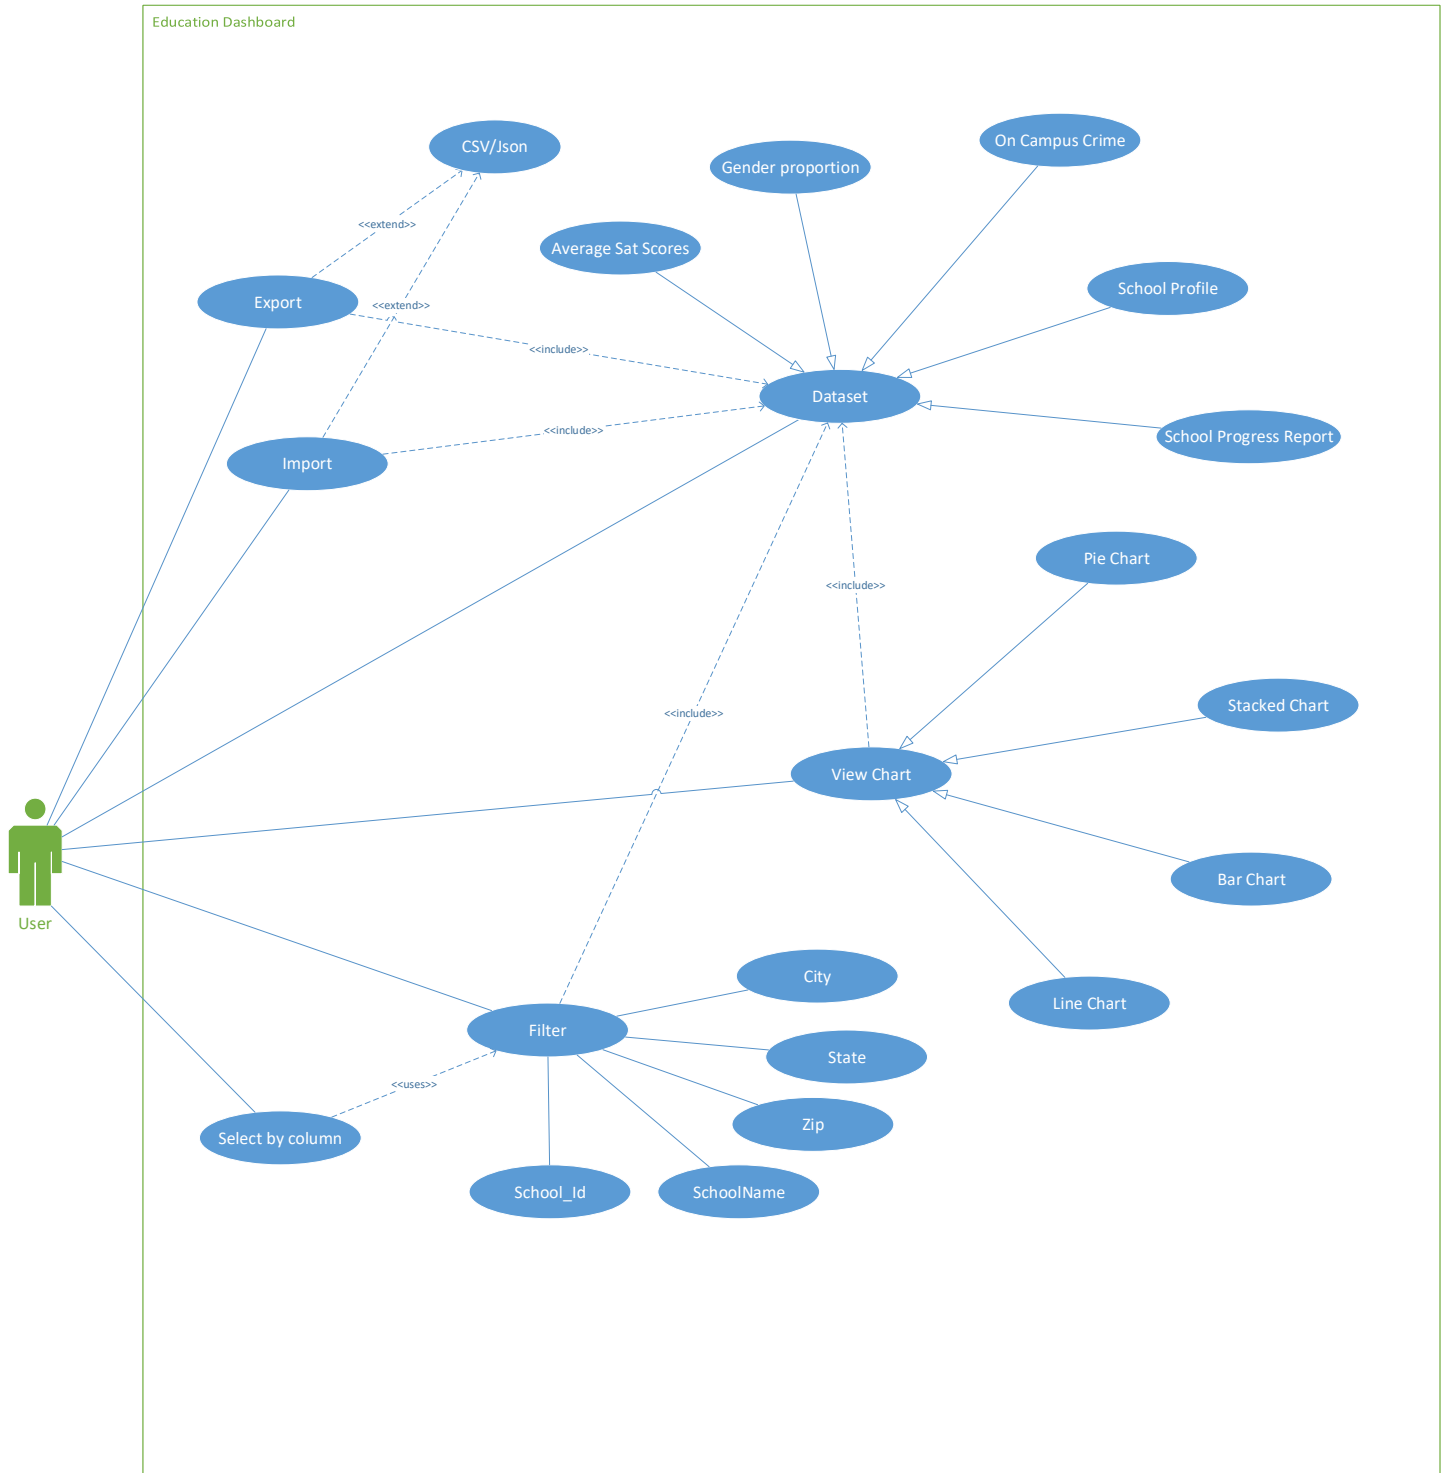 Education Dashboard
On Campus Crime
CSV/Json
Gender proportion
<<extend>>
Average Sat Scores
School Profile
Export
<<extend>>
<<include>>
Dataset
<<include>>
School Progress Report
Import
Pie Chart
<<include>>
Stacked Chart
<<include>>
View Chart
Bar Chart
User
City
Line Chart
Filter
State
<<uses>>
Zip
Select by column
School_Id
SchoolName